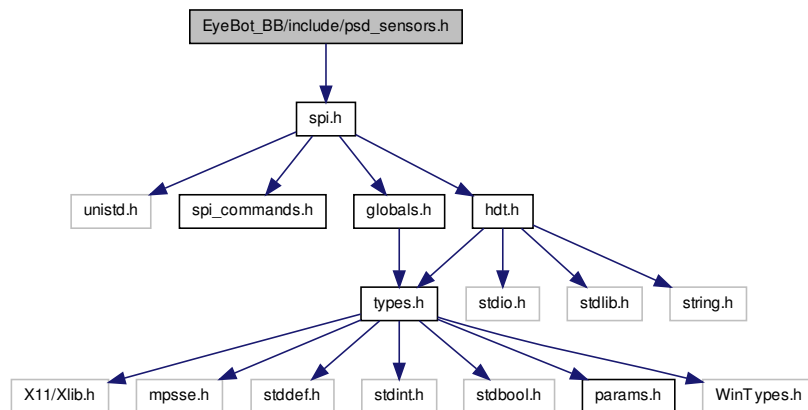 EyeBot_BB/include/psd_sensors.h
spi.h
unistd.h
spi_commands.h
globals.h
hdt.h
types.h
stdio.h
stdlib.h
string.h
X11/Xlib.h
mpsse.h
stddef.h
stdint.h
stdbool.h
params.h
WinTypes.h